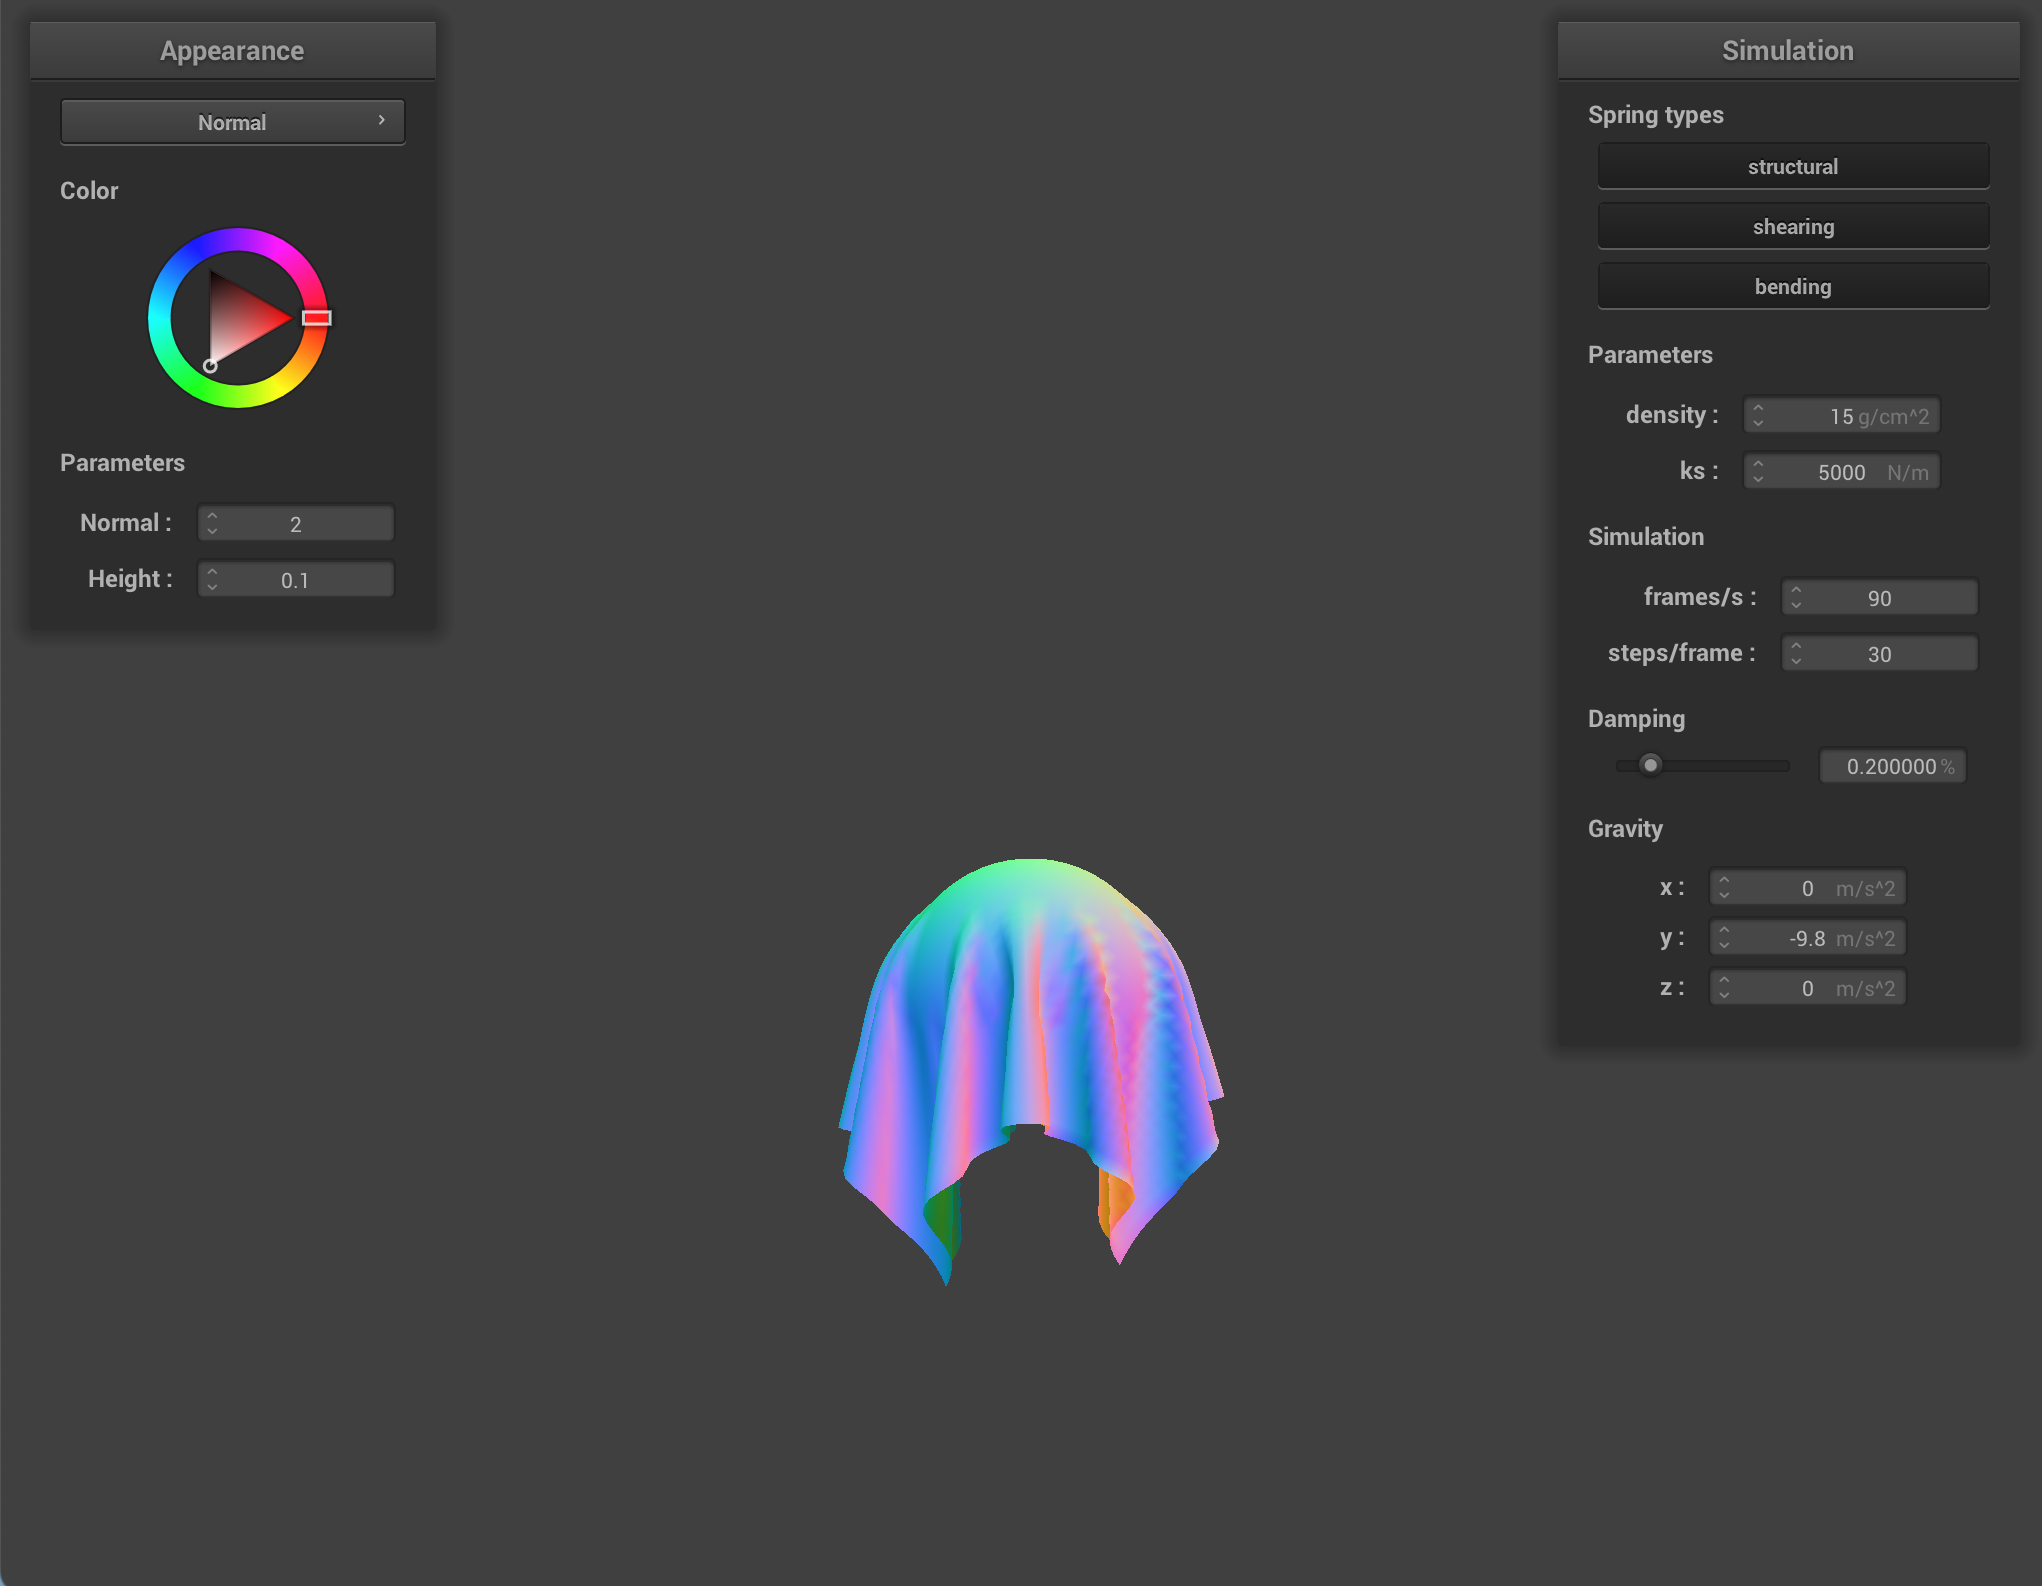 Appearance
Normal
Color
Parameters
Normal : 2
Height : 0.1
Simulation
Spring types
structural
shearing
bending
Parameters
density : 15 g/cm^2
ks : 5000 N/m
Simulation
frames/s : 90
steps/frame : 30
Damping
0.200000 %
Gravity
x : 0 m/s^2
y : -9.8 m/s^2
z : 0 m/s^2